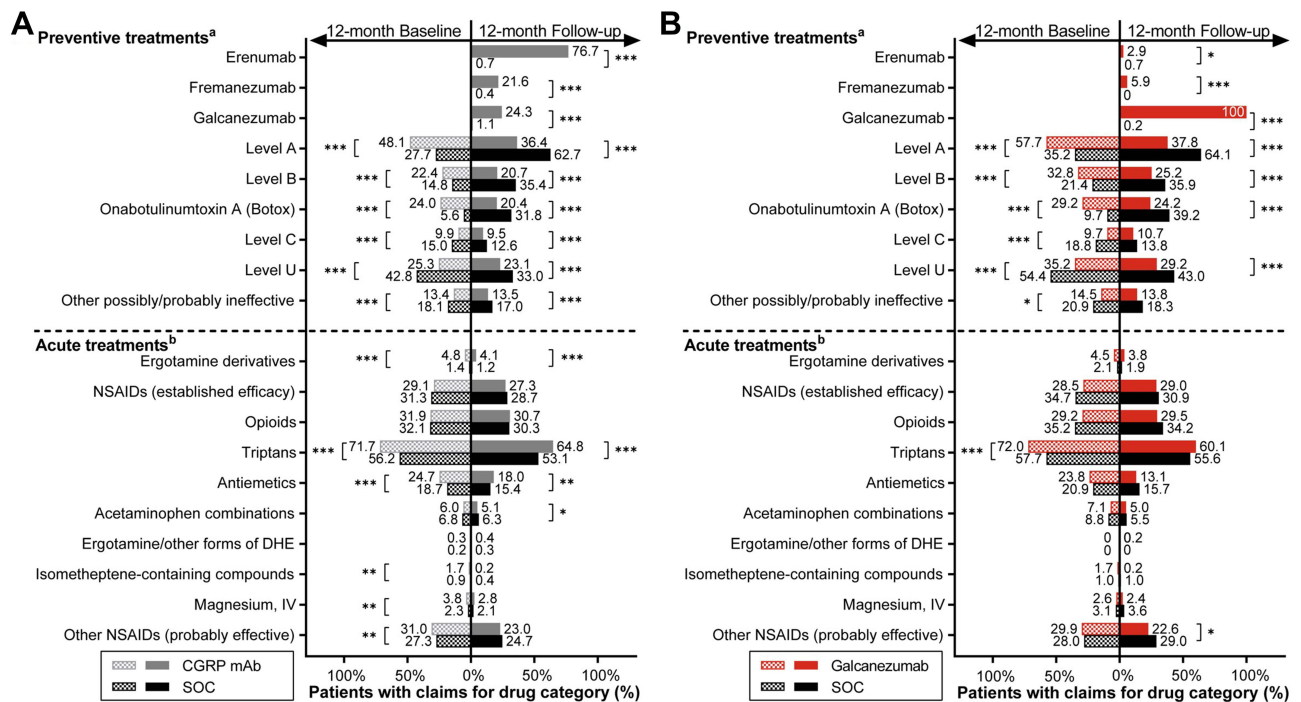 A
12-month Baseline 12-month Follow-up
Preventive treatmentsa
Erenumab 76.7 ***
0.7
Fremanezumab 21.6 ***
0.4
Galcanezumab 24.3 ***
1.1
Level A *** 48.1 36.4 ***
27.7 62.7
Level B *** 22.4 20.7 ***
14.8 35.4
Onabotulinumtoxin A (Botox) *** 24.0 20.4 ***
5.6 31.8
Level C *** 9.9 9.5 ***
15.0 12.6
Level U *** 25.3 23.1 ***
42.8 33.0
Other possibly/probably ineffective *** 13.4 13.5 ***
18.1 17.0
Acute treatmentsb
Ergotamine derivatives *** 4.8 4.1 ***
1.4 1.2
NSAIDs (established efficacy) 29.1 27.3
31.3 28.7
Opioids 31.9 30.7
32.1 30.3
Triptans *** 71.7 64.8 ***
56.2 53.1
Antiemetics *** 24.7 18.0 **
18.7 15.4
Acetaminophen combinations 6.0 5.1 *
6.8 6.3
Ergotamine/other forms of DHE 0.3 0.4
0.2 0.3
Isometheptene-containing compounds ** 1.7 0.2
0.9 0.4
Magnesium, IV ** 3.8 2.8
2.3 2.1
Other NSAIDs (probably effective) ** 31.0 23.0
27.3 24.7
CGRP mAb
SOC
100% 50% 0% 50% 100%
Patients with claims for drug category (%)
B
12-month Baseline 12-month Follow-up
Preventive treatmentsa
Erenumab 2.9 *
0.7
Fremanezumab 5.9 ***
0
Galcanezumab 100 ***
0.2
Level A *** 57.7 37.8 ***
35.2 64.1
Level B *** 32.8 25.2 ***
21.4 35.9
Onabotulinumtoxin A (Botox) *** 29.2 24.2 ***
9.7 39.2
Level C *** 9.7 10.7
18.8 13.8
Level U *** 35.2 29.2 ***
54.4 43.0
Other possibly/probably ineffective * 14.5 13.8
20.9 18.3
Acute treatmentsb
Ergotamine derivatives 4.5 3.8
2.1 1.9
NSAIDs (established efficacy) 28.5 29.0
34.7 30.9
Opioids 29.2 29.5
35.2 34.2
Triptans *** 72.0 60.1
57.7 55.6
Antiemetics 23.8 13.1
20.9 15.7
Acetaminophen combinations 7.1 5.0
8.8 5.5
Ergotamine/other forms of DHE 0 0.2
0 0
Isometheptene-containing compounds 1.7 0.2
1.0 1.0
Magnesium, IV 2.6 2.4
3.1 3.6
Other NSAIDs (probably effective) 29.9 22.6 *
28.0 29.0
Galcanezumab
SOC
100% 50% 0% 50% 100%
Patients with claims for drug category (%)